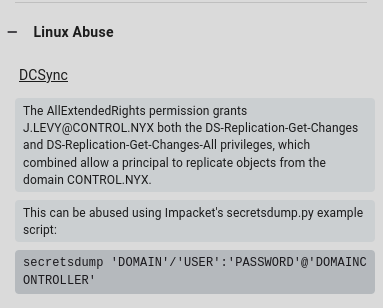 − Linux Abuse
DCSync
The AllExtendedRights permission grants
J.LEVY@CONTROL.NYX both the DS-Replication-Get-Changes
and DS-Replication-Get-Changes-All privileges, which
combined allow a principal to replicate objects from the
domain CONTROL.NYX.
This can be abused using Impacket's secretsdump.py example
script:
secretsdump 'DOMAIN'/'USER':'PASSWORD'@'DOMAINC
ONTROLLER'